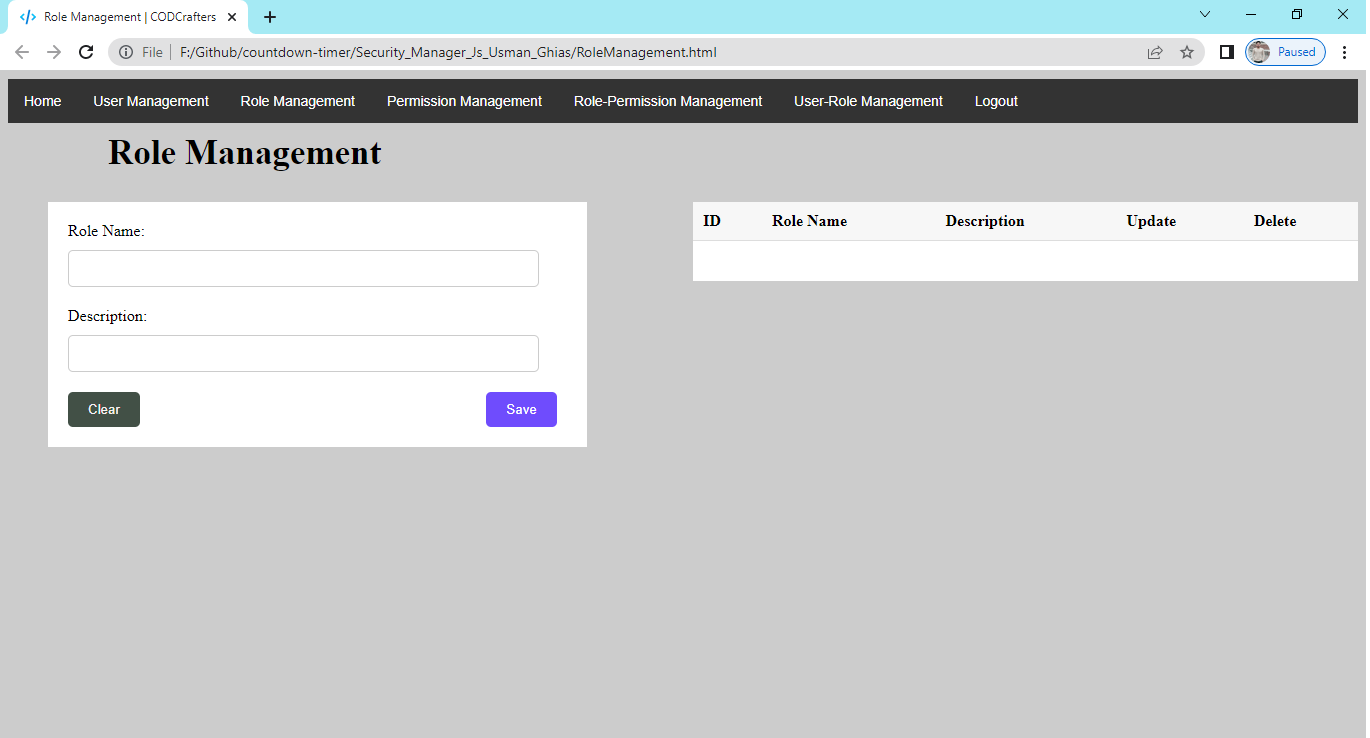 Role Management | CODCrafters
File | F:/Github/countdown-timer/Security_Manager_Js_Usman_Ghias/RoleManagement.html
Paused
Home User Management Role Management Permission Management Role-Permission Management User-Role Management Logout
Role Management
Role Name:
Description:
Clear Save
ID Role Name Description Update Delete